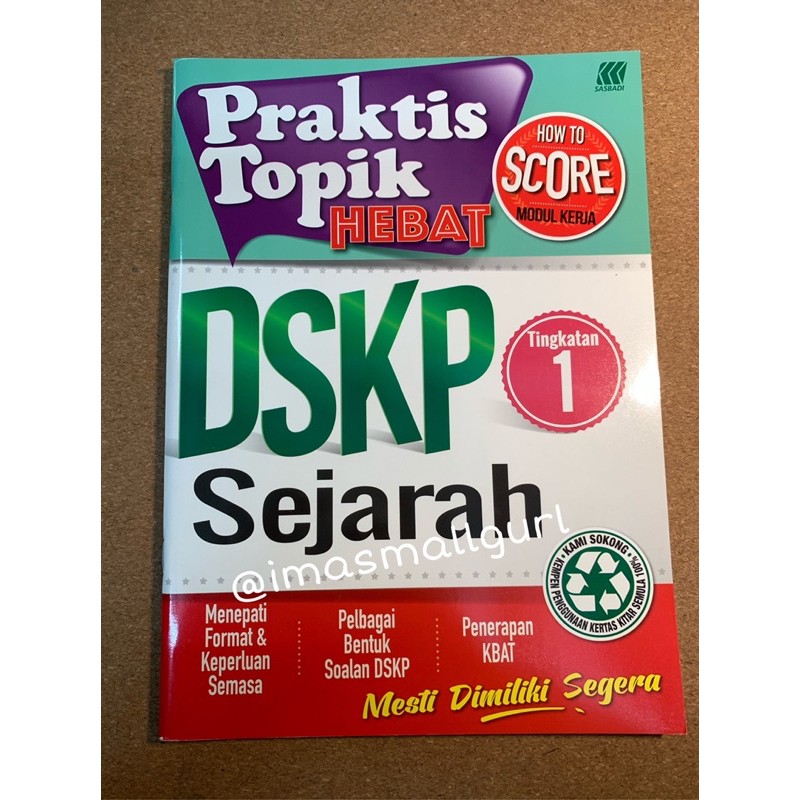 Praktis
Topik
HEBAT
SASBADI
HOW TO
SCORE
MODUL KERJA
DSKP
Tingkatan
1
Sejarah
@imasmallgurl
• KAMI SOKONG •
KEMPEN PENGGUNAAN KERTAS KITAR SEMULA 100%
Menepati
Format &
Keperluan
Semasa
Pelbagai
Bentuk
Soalan DSKP
Penerapan
KBAT
Mesti Dimiliki Segera